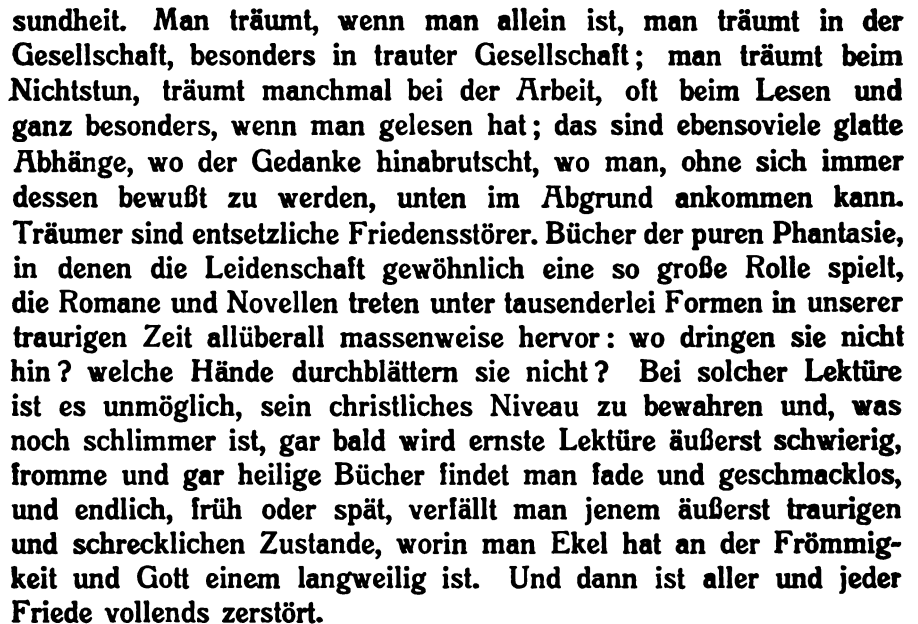 sundheit. Man träumt, wenn man allein ist, man träumt in der
Gesellschaft, besonders in trauter Gesellschaft; man träumt beim
Nichtstun, träumt manchmal bei der Arbeit, oft beim Lesen und
ganz besonders, wenn man gelesen hat; das sind ebensoviele glatte
Abhänge, wo der Gedanke hinabrutscht, wo man, ohne sich immer
dessen bewußt zu werden, unten im Abgrund ankommen kann.
Träumer sind entsetzliche Friedensstörer. Bücher der puren Phantasie,
in denen die Leidenschaft gewöhnlich eine so große Rolle spielt,
die Romane und Novellen treten unter tausenderlei Formen in unserer
traurigen Zeit allüberall massenweise hervor: wo dringen sie nicht
hin? welche Hände durchblättern sie nicht? Bei solcher Lektüre
ist es unmöglich, sein christliches Niveau zu bewahren und, was
noch schlimmer ist, gar bald wird ernste Lektüre äußerst schwierig,
fromme und gar heilige Bücher findet man fade und geschmacklos,
und endlich, früh oder spät, verfällt man jenem äußerst traurigen
und schrecklichen Zustande, worin man Ekel hat an der Frömmig-
keit und Gott einem langweilig ist. Und dann ist aller und jeder
Friede vollends zerstört.